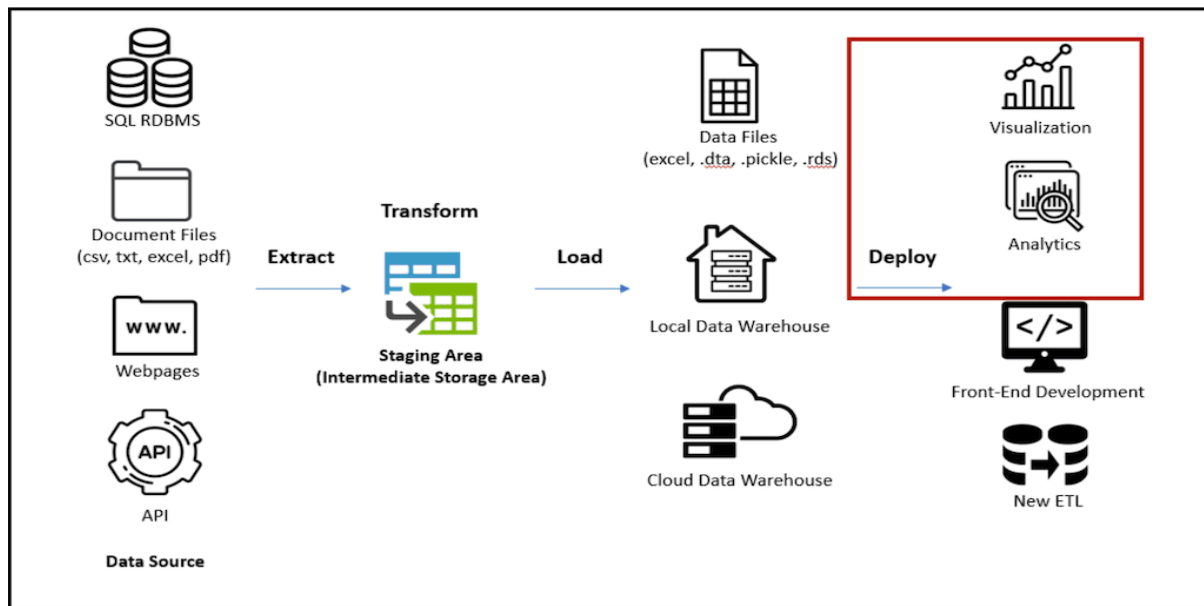 SQL RDBMS
Document Files
(csv, txt, excel, pdf)
www.
Webpages
API
API
Data Source
Extract
Transform
Staging Area
(Intermediate Storage Area)
Load
Data Files
(excel, .dta, .pickle, .rds)
Local Data Warehouse
Cloud Data Warehouse
Deploy
Visualization
Analytics
</>
Front-End Development
New ETL